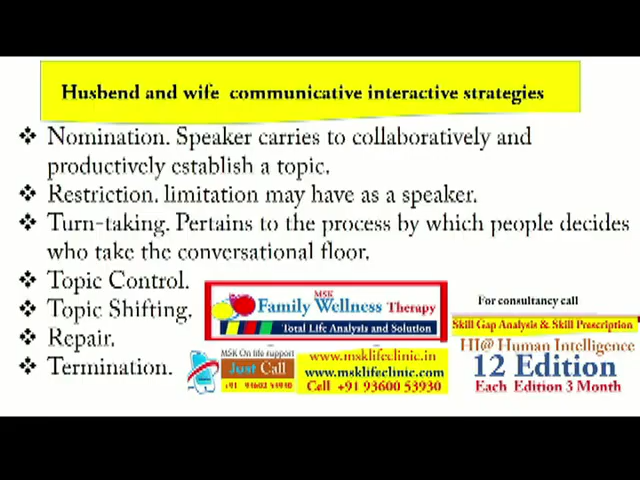 Husbend and wife communicative interactive strategies
❖ Nomination. Speaker carries to collaboratively and
productively establish a topic.
❖ Restriction. limitation may have as a speaker.
❖ Turn-taking. Pertains to the process by which people decides
who take the conversational floor.
❖ Topic Control.
❖ Topic Shifting.
❖ Repair.
❖ Termination.
MSK
Family Wellness Therapy
Total Life Analysis and Solution
MSK On life support
Just Call
+91 93602 53930
www.msklifeclinic.in
www.msklifeclinic.com
Cell +91 93600 53930
For consultancy call
Skill Gap Analysis & Skill Prescription
HI@ Human Intelligence
12 Edition
Each Edition 3 Month